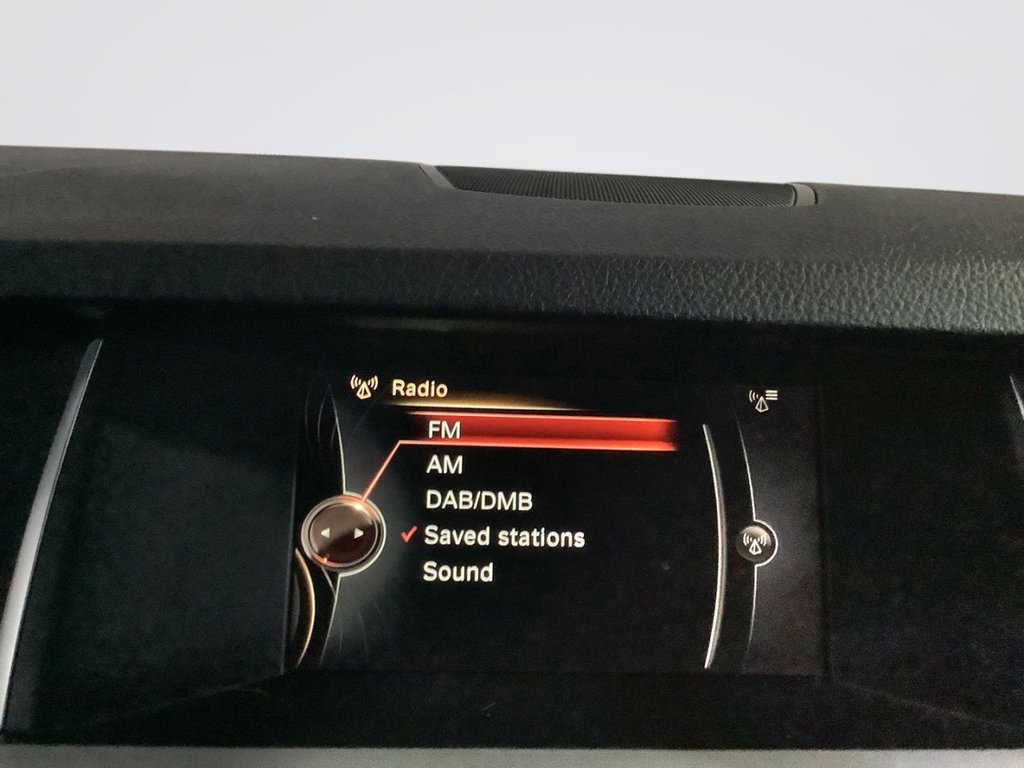 Radio
FM
AM
DAB/DMB
Saved stations
Sound